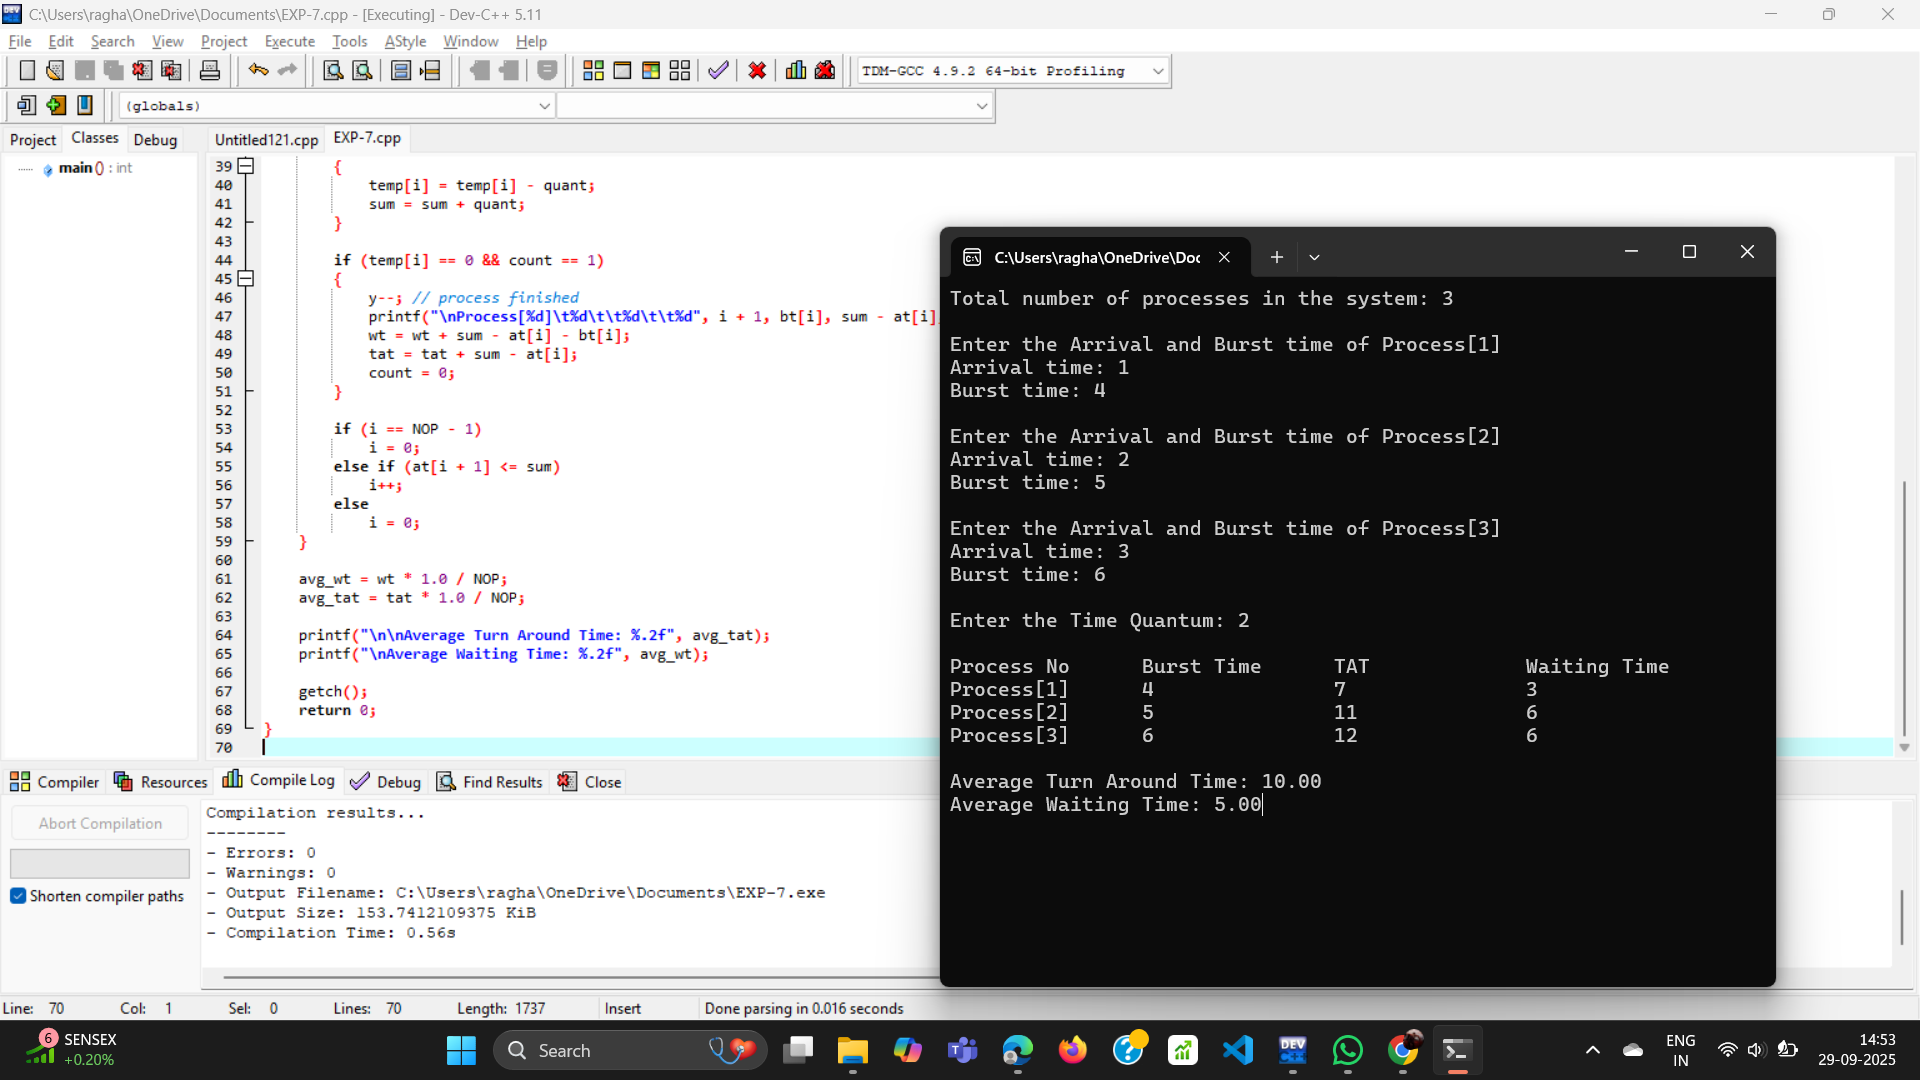 C:\Users\ragha\OneDrive\Documents\EXP-7.cpp - [Executing] - Dev-C++ 5.11
File Edit Search View Project Execute Tools AStyle Window Help
TDM-GCC 4.9.2 64-bit Profiling
(globals)
Project Classes Debug
Untitled121.cpp EXP-7.cpp
main () : int
39 {
40 temp[i] = temp[i] - quant;
41 sum = sum + quant;
42 }
43
44 if (temp[i] == 0 && count == 1)
45 {
46 y--; // process finished
47 printf("\nProcess[%d]\t%d\t\t%d\t\t%d", i + 1, bt[i], sum - at[i]
48 wt = wt + sum - at[i] - bt[i];
49 tat = tat + sum - at[i];
50 count = 0;
51 }
52
53 if (i == NOP - 1)
54 i = 0;
55 else if (at[i + 1] <= sum)
56 i++;
57 else
58 i = 0;
59 }
60
61 avg_wt = wt * 1.0 / NOP;
62 avg_tat = tat * 1.0 / NOP;
63
64 printf("\n\nAverage Turn Around Time: %.2f", avg_tat);
65 printf("\nAverage Waiting Time: %.2f", avg_wt);
66
67 getch();
68 return 0;
69 }
70
C:\Users\ragha\OneDrive\Doc
Total number of processes in the system: 3
Enter the Arrival and Burst time of Process[1]
Arrival time: 1
Burst time: 4
Enter the Arrival and Burst time of Process[2]
Arrival time: 2
Burst time: 5
Enter the Arrival and Burst time of Process[3]
Arrival time: 3
Burst time: 6
Enter the Time Quantum: 2
Process No Burst Time TAT Waiting Time
Process[1] 4 7 3
Process[2] 5 11 6
Process[3] 6 12 6
Average Turn Around Time: 10.00
Average Waiting Time: 5.00
Compiler Resources Compile Log Debug Find Results Close
Abort Compilation
Shorten compiler paths
Compilation results...
--------
- Errors: 0
- Warnings: 0
- Output Filename: C:\Users\ragha\OneDrive\Documents\EXP-7.exe
- Output Size: 153.7412109375 KiB
- Compilation Time: 0.56s
Line: 70 Col: 1 Sel: 0 Lines: 70 Length: 1737 Insert Done parsing in 0.016 seconds
6
SENSEX
+0.20%
Search
DEV
C++
ENG
IN
14:53
29-09-2025